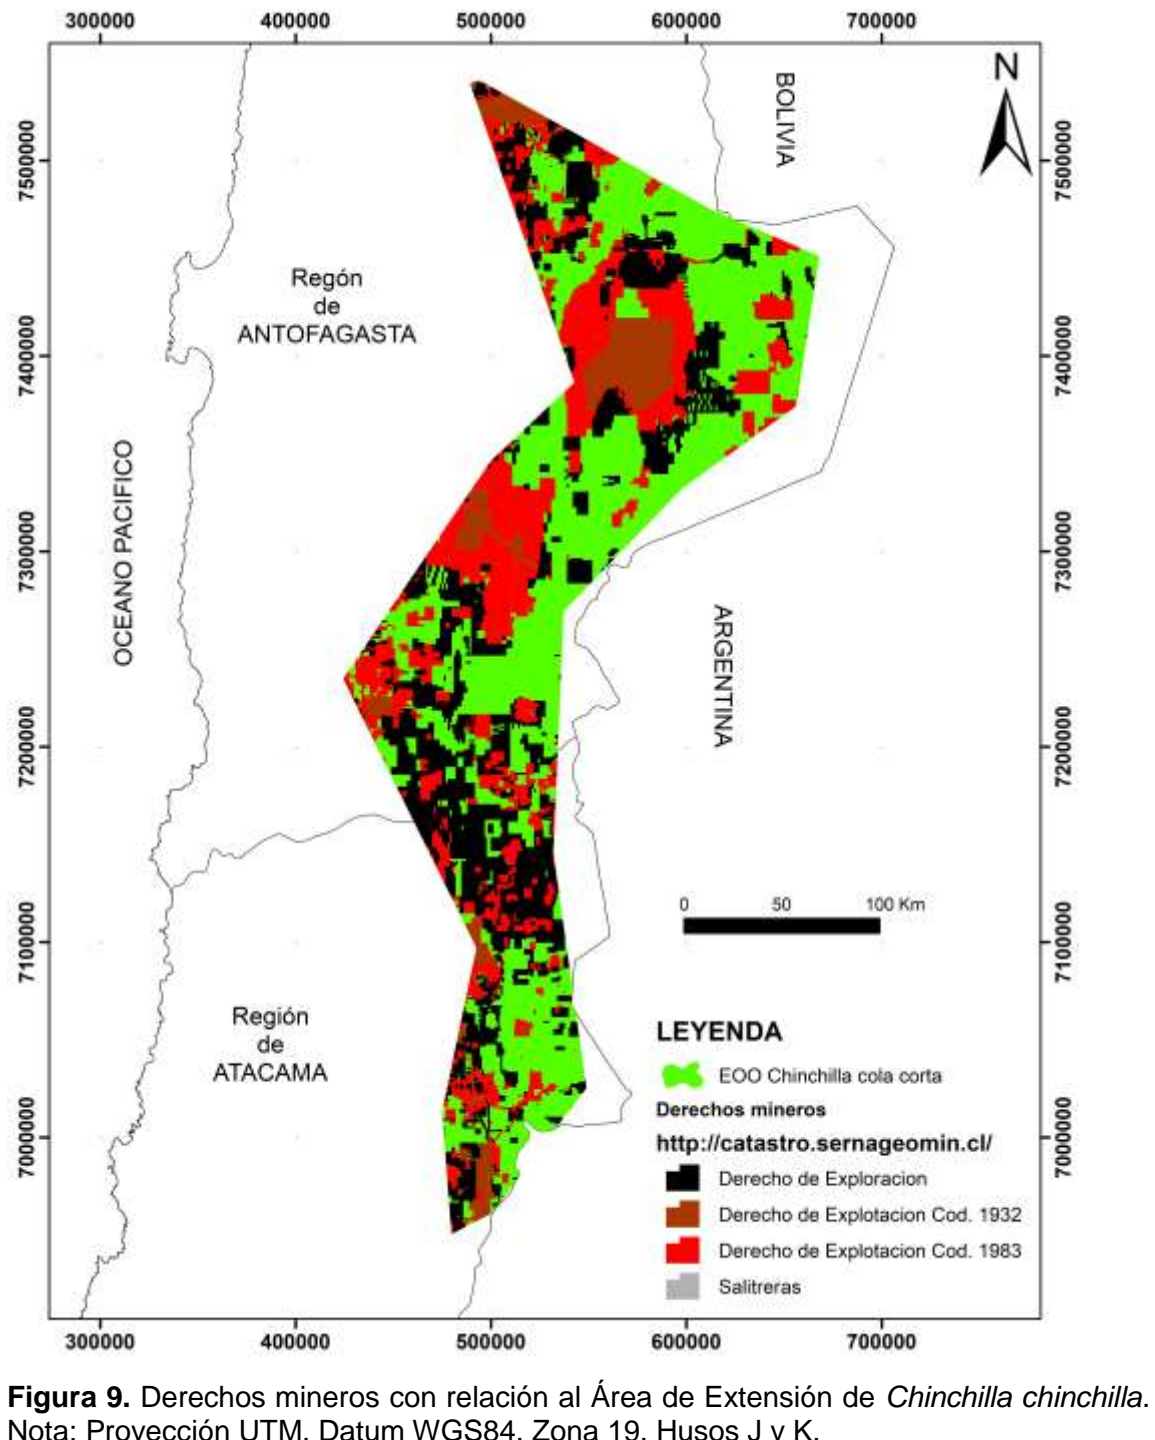 300000 400000 500000 600000 700000
N
BOLIVIA
7500000 7500000
Regón
de
ANTOFAGASTA
7400000 7400000
OCEANO PACIFICO
7300000 7300000
ARGENTINA
7200000 7200000
0 50 100 Km
7100000 7100000
Región
de
ATACAMA
7000000 7000000
LEYENDA
EOO Chinchilla cola corta
Derechos mineros
http://catastro.sernageomin.cl/
Derecho de Exploracion
Derecho de Explotacion Cod. 1932
Derecho de Explotacion Cod. 1983
Salitreras
300000 400000 500000 600000 700000
Figura 9. Derechos mineros con relación al Área de Extensión de Chinchilla chinchilla.
Nota: Proyección UTM, Datum WGS84, Zona 19, Husos J y K.